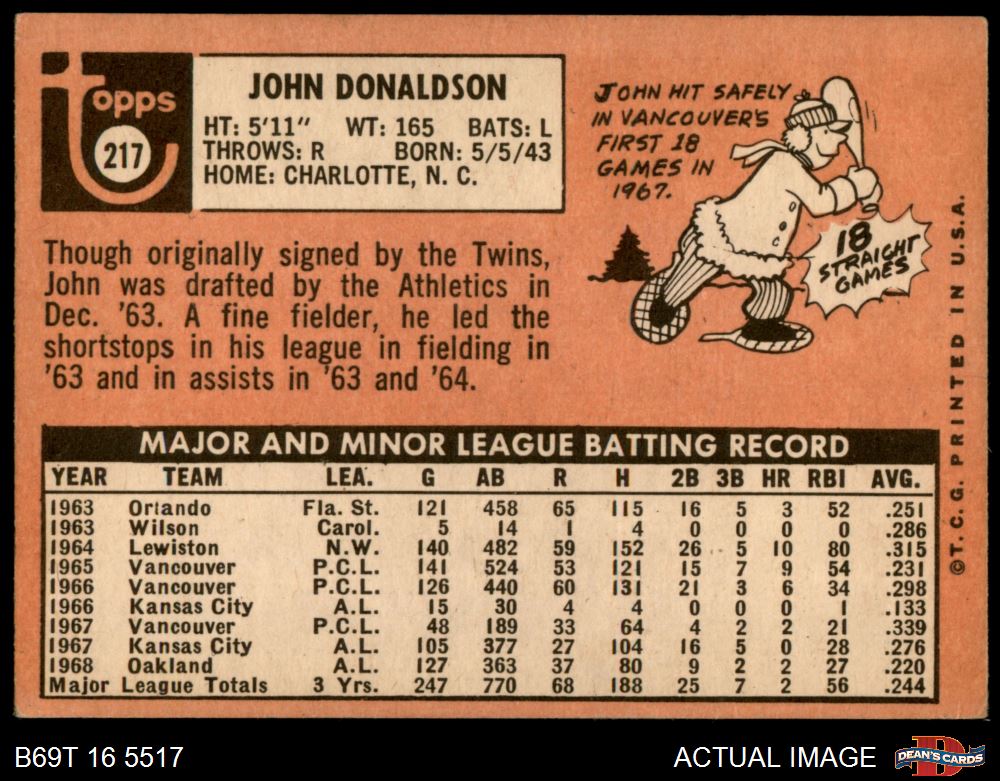 topps
217
JOHN DONALDSON
HT: 5'11" WT: 165 BATS: L
THROWS: R BORN: 5/5/43
HOME: CHARLOTTE, N. C.
JOHN HIT SAFELY
IN VANCOUVER'S
FIRST 18
GAMES IN
1967.
18
STRAIGHT
GAMES
Though originally signed by the Twins,
John was drafted by the Athletics in
Dec. '63. A fine fielder, he led the
shortstops in his league in fielding in
'63 and in assists in '63 and '64.
©T. C. G. PRINTED IN U.S.A.
MAJOR AND MINOR LEAGUE BATTING RECORD
YEAR TEAM LEA. G AB R H 2B 3B HR RBI AVG.
1963 Orlando Fla. St. 121 458 65 115 16 5 3 52 .251
1963 Wilson Carol. 5 14 1 4 0 0 0 0 .286
1964 Lewiston N.W. 140 482 59 152 26 5 10 80 .315
1965 Vancouver P.C.L. 141 524 53 121 15 7 9 54 .231
1966 Vancouver P.C.L. 126 440 60 131 21 3 6 34 .298
1966 Kansas City A.L. 15 30 4 4 0 0 0 1 .133
1967 Vancouver P.C.L. 48 189 33 64 4 2 2 21 .339
1967 Kansas City A.L. 105 377 27 104 16 5 0 28 .276
1968 Oakland A.L. 127 363 37 80 9 2 2 27 .220
Major League Totals 3 Yrs. 247 770 68 188 25 7 2 56 .244
B69T 16 5517
ACTUAL IMAGE
D
DEAN'S CARDS